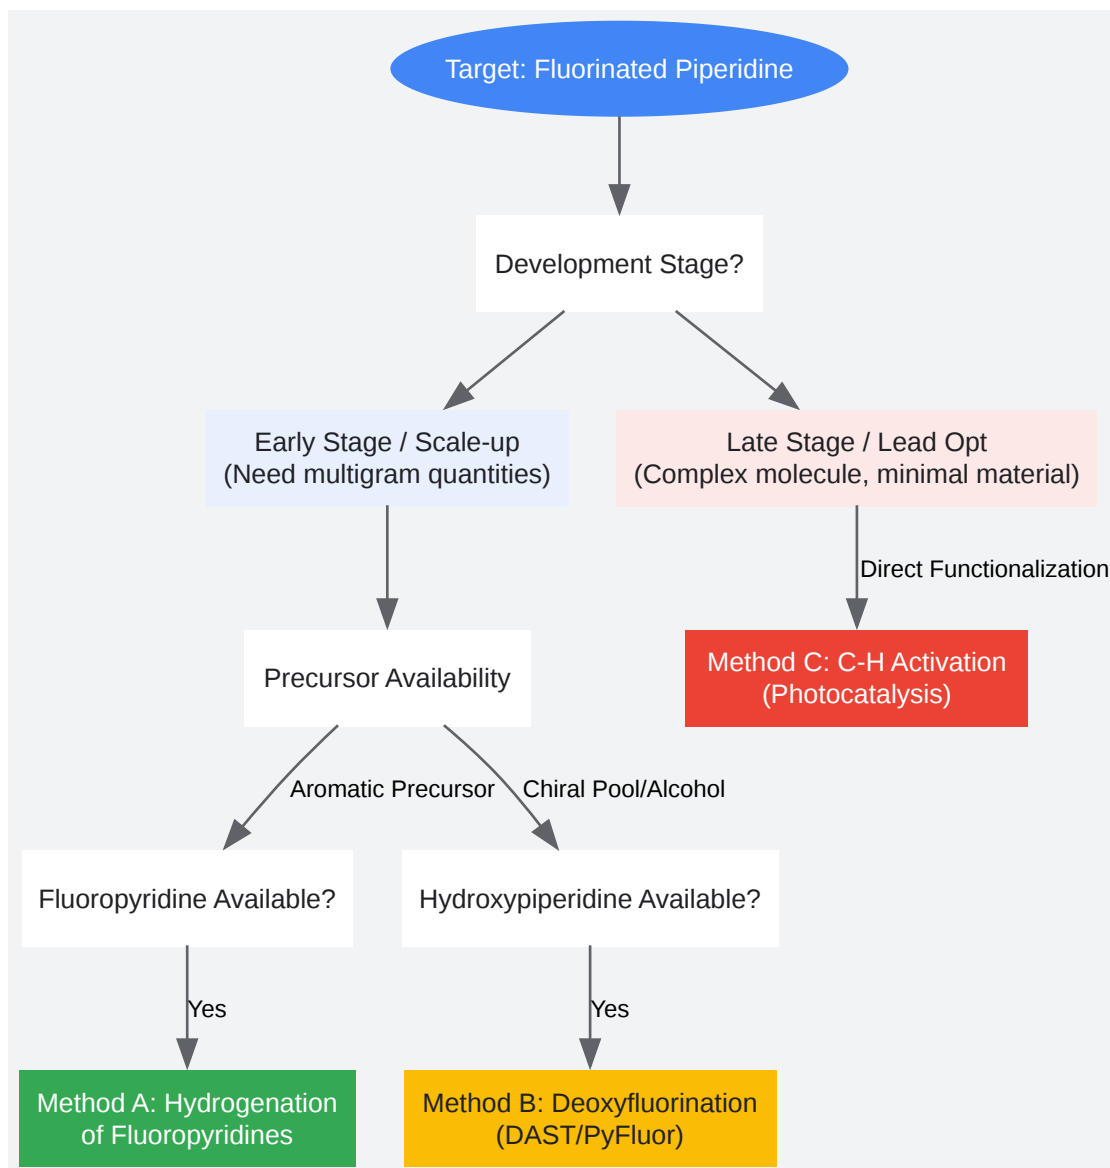 Target: Fluorinated Piperidine
Development Stage?
Early Stage / Scale-up
(Need multigram quantities)
Late Stage / Lead Opt
(Complex molecule, minimal material)
Direct Functionalization
Precursor Availability
Method C: C-H Activation
(Photocatalysis)
Aromatic Precursor
Chiral Pool/Alcohol
Fluoropyridine Available?
Hydroxypiperidine Available?
Yes
Yes
Method A: Hydrogenation
of Fluoropyridines
Method B: Deoxyfluorination
(DAST/PyFluor)